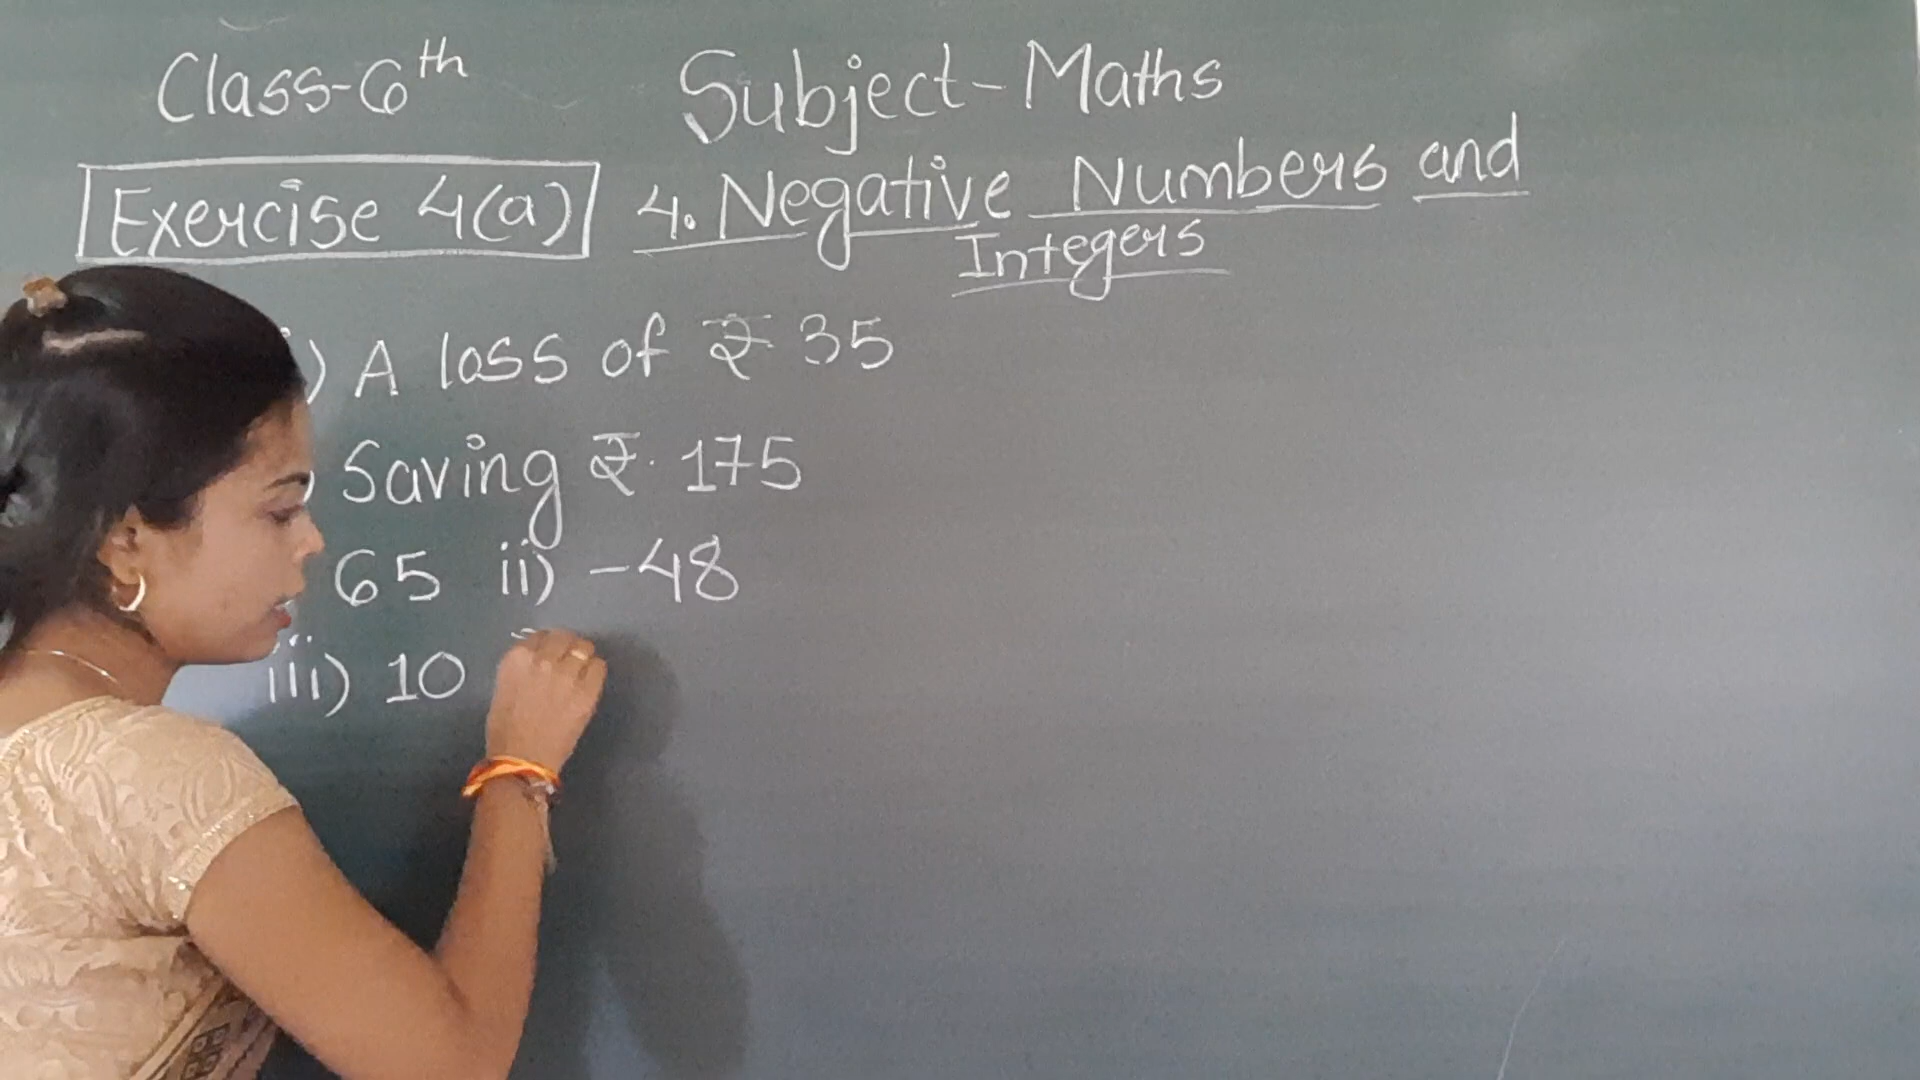 Class-6th Subject-Maths
Exercise 4(a) 4. Negative Numbers and
Integers
i) A loss of ₹ 35
) Saving ₹. 175
65 ii) -48
iii) 10